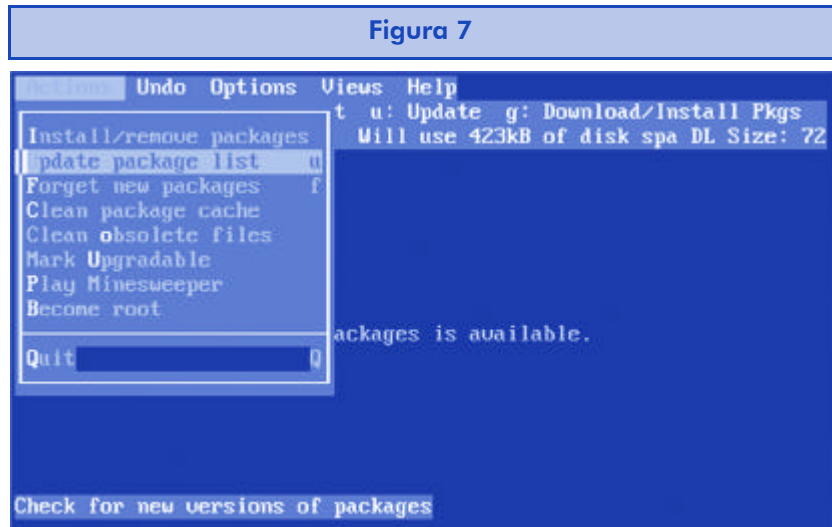 Figura 7
Actions Undo Options Views Help
t u: Update g: Download/Install Pkgs
Install/remove packages
Will use 423kB of disk spa DL Size: 72
pdate package list u
Forget new packages f
Clean package cache
Clean obsolete files
Mark Upgradable
Play Minesweeper
Become root
ackages is available.
Quit Q
Check for new versions of packages